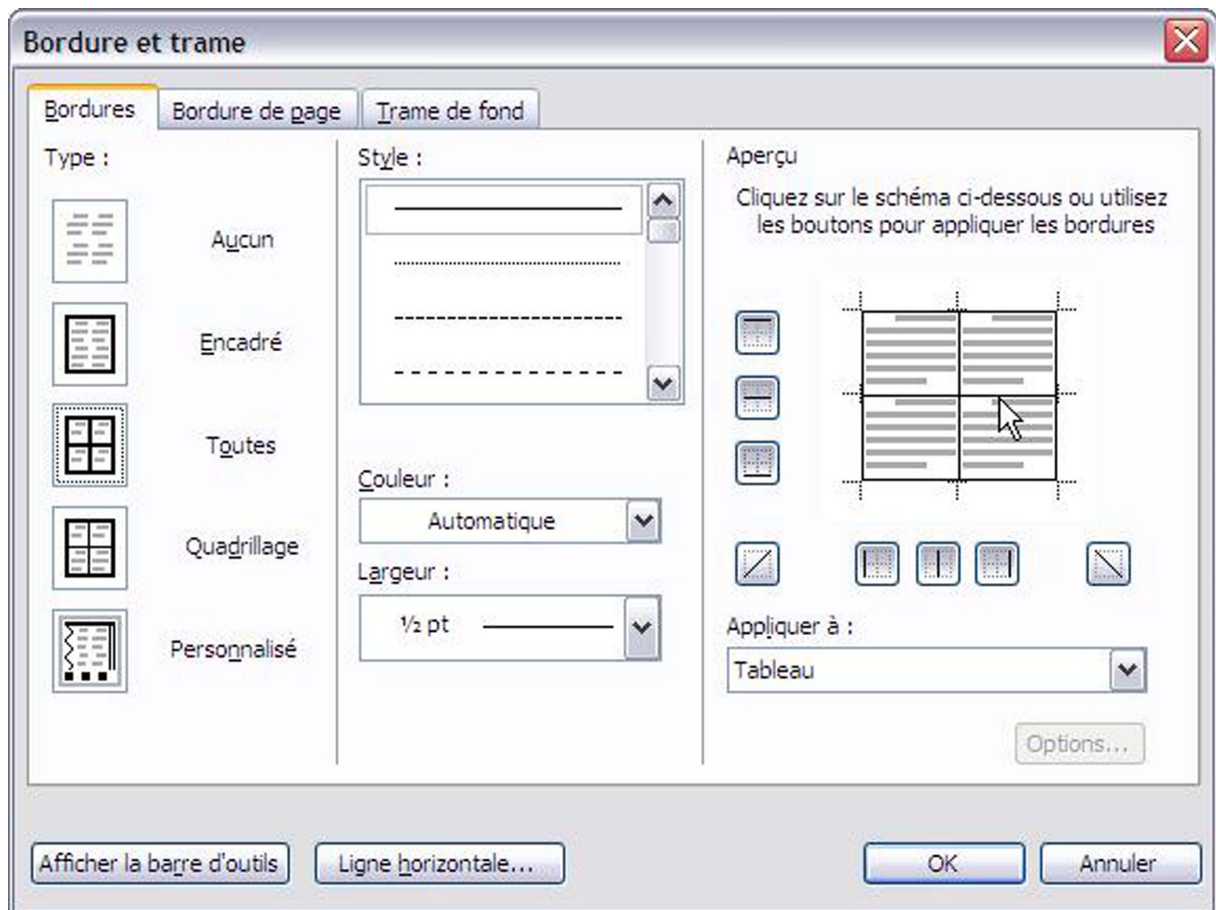 Bordure et trame
Bordures
Bordure de page
Trame de fond
Type :
Aucun
Encadré
Toutes
Quadrillage
Personnalisé
Style :
Couleur :
Automatique
Largeur :
½ pt
Aperçu
Cliquez sur le schéma ci-dessous ou utilisez
les boutons pour appliquer les bordures
Appliquer à :
Tableau
Options...
Afficher la barre d'outils
Ligne horizontale...
OK
Annuler